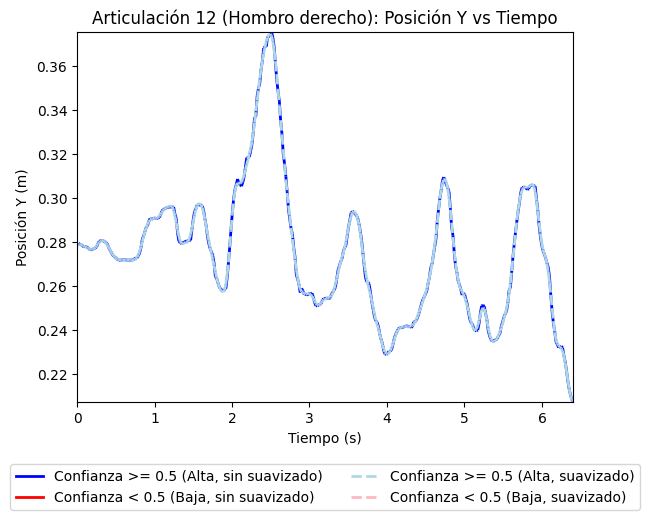 Articulación 12 (Hombro derecho): Posición Y vs Tiempo
0.36
0.34
0.32
0.30
0.28
0.26
0.24
0.22
Posición Y (m)
0 1 2 3 4 5 6
Tiempo (s)
Confianza >= 0.5 (Alta, sin suavizado)
Confianza < 0.5 (Baja, sin suavizado)
Confianza >= 0.5 (Alta, suavizado)
Confianza < 0.5 (Baja, suavizado)